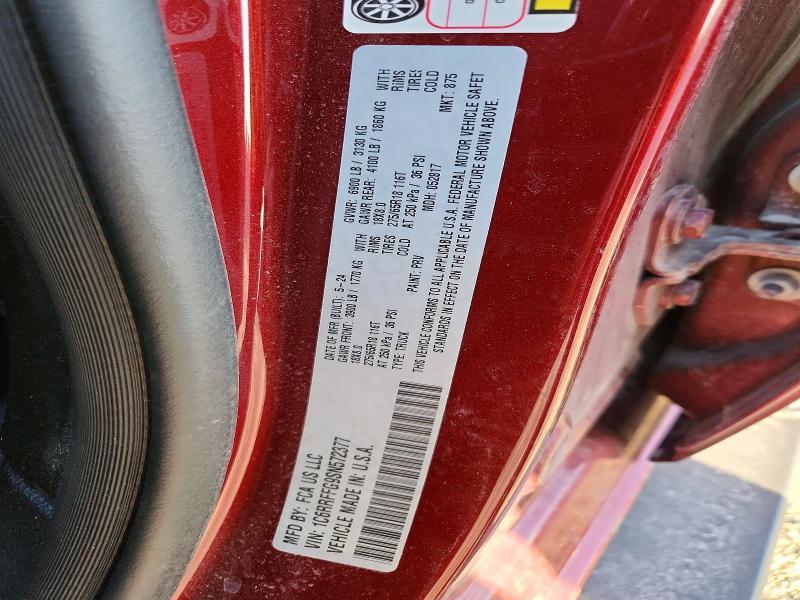 MFD BY: FCA US LLC
DATE OF MFR (BUILT): 5-24
GVWR: 6900 LB / 3130 KG
GAWR FRONT: 3900 LB / 1770 KG WITH
18X8.0 RIMS
275/65R18 116T TIRES
AT 250 kPa / 36 PSI COLD
GAWR REAR: 4100 LB / 1860 KG WITH
18X8.0 RIMS
275/65R18 116T TIRES
AT 250 kPa / 36 PSI COLD
VIN: 1C6RRFFG9SN572377
TYPE: TRUCK
PAINT: PRV
MDH: 052817
MKT: 875
VEHICLE MADE IN: U.S.A.
THIS VEHICLE CONFORMS TO ALL APPLICABLE U.S.A. FEDERAL MOTOR VEHICLE SAFET
STANDARDS IN EFFECT ON THE DATE OF MANUFACTURE SHOWN ABOVE.